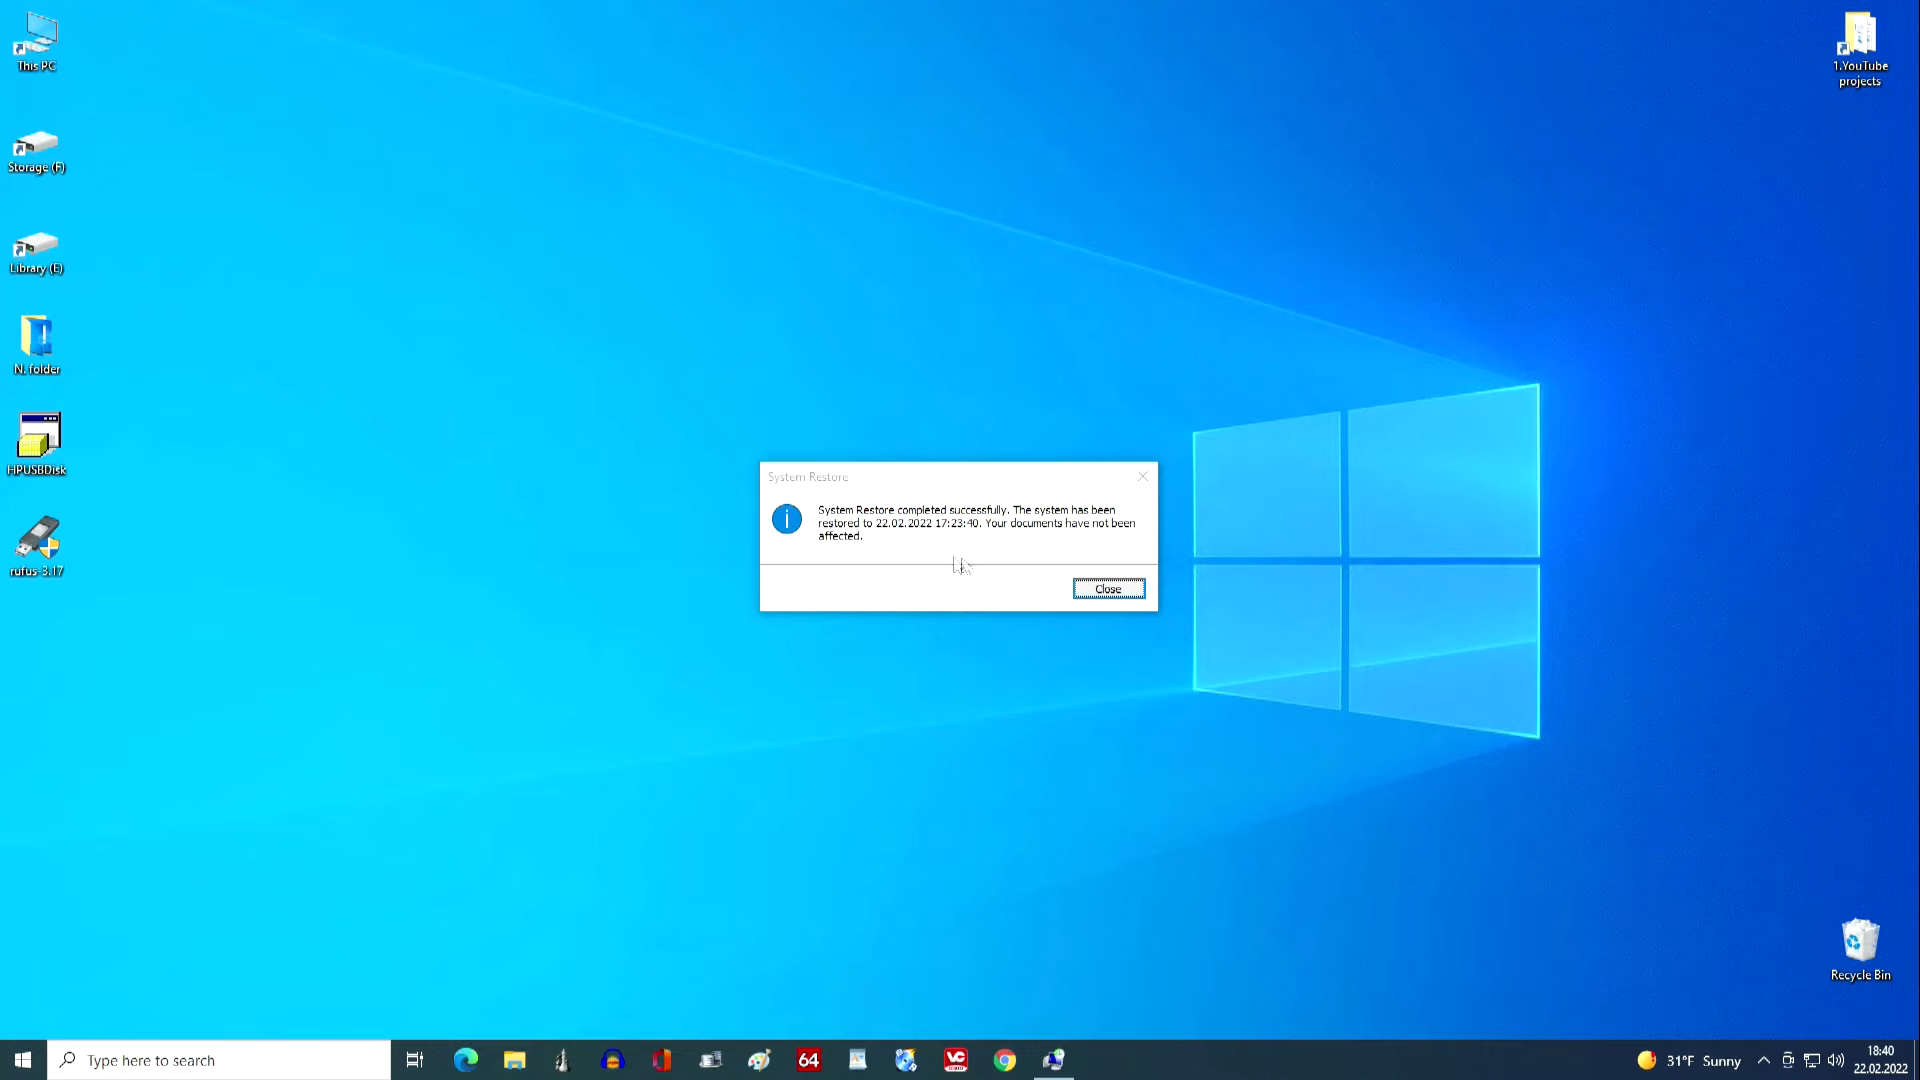 This PC
1.YouTube
projects
Storage (F)
Library (E)
N. folder
HPUSBDisk
rufus-3.17
System Restore
System Restore completed successfully. The system has been
restored to 22.02.2022 17:23:40. Your documents have not been
affected.
Close
Recycle Bin
Type here to search
64
VC
31°F Sunny
18:40
22.02.2022